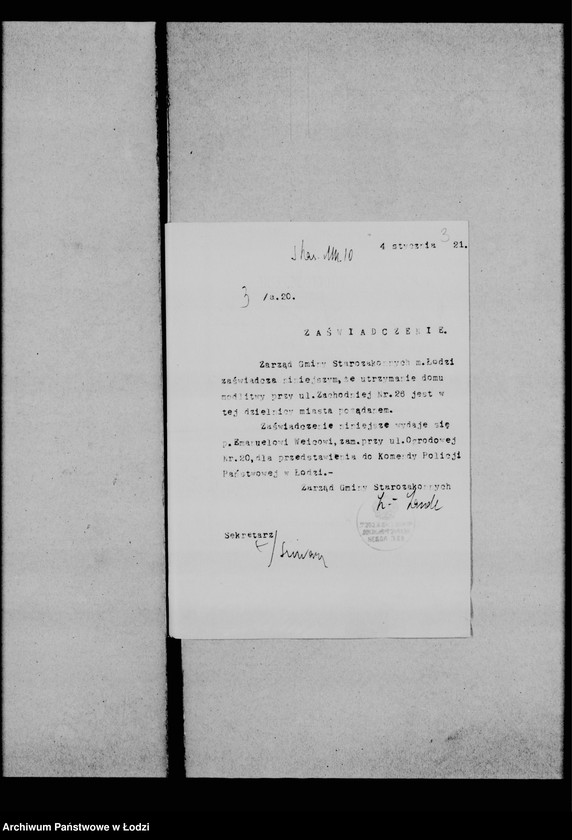 3
4 stycznia 21.
3 /m.20.
ZAŚWIADCZENIE.
Zarząd Gminy Starozakonnych m.Łodzi
zaświadcza niniejszym,że utrzymanie domu
modlitwy przy ul.Zachodniej Nr.26 jest w
tej dzielnicy miasta pożądanem.
Zaświadczenie niniejsze wydaje się
p.Emanuelowi Weicowi,zam.przy ul.Ogrodowej
Nr.20,dla przedstawienia do Komendy Policji
Państwowej w Łodzi.-
Zarząd Gminy Starozakonnych
Sekretarz
Archiwum Państwowe w Łodzi